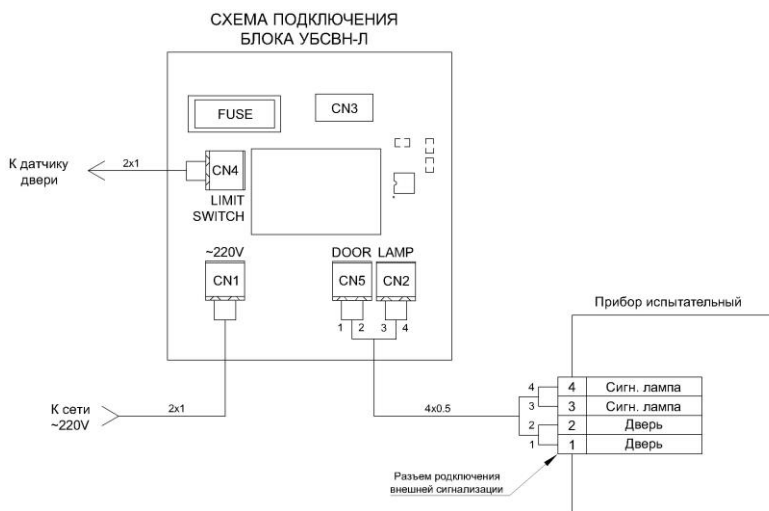 СХЕМА ПОДКЛЮЧЕНИЯ
БЛОКА УБСВН-Л
FUSE
CN3
К датчику
двери
2x1
CN4
LIMIT
SWITCH
~220V
DOOR LAMP
CN1
CN5
CN2
1 2 3 4
Прибор испытательный
К сети
~220V
2x1
4x0.5
4 4 Сигн. лампа
3 3 Сигн. лампа
2 2 Дверь
1 1 Дверь
Разъем родключения
внешней сигнализации